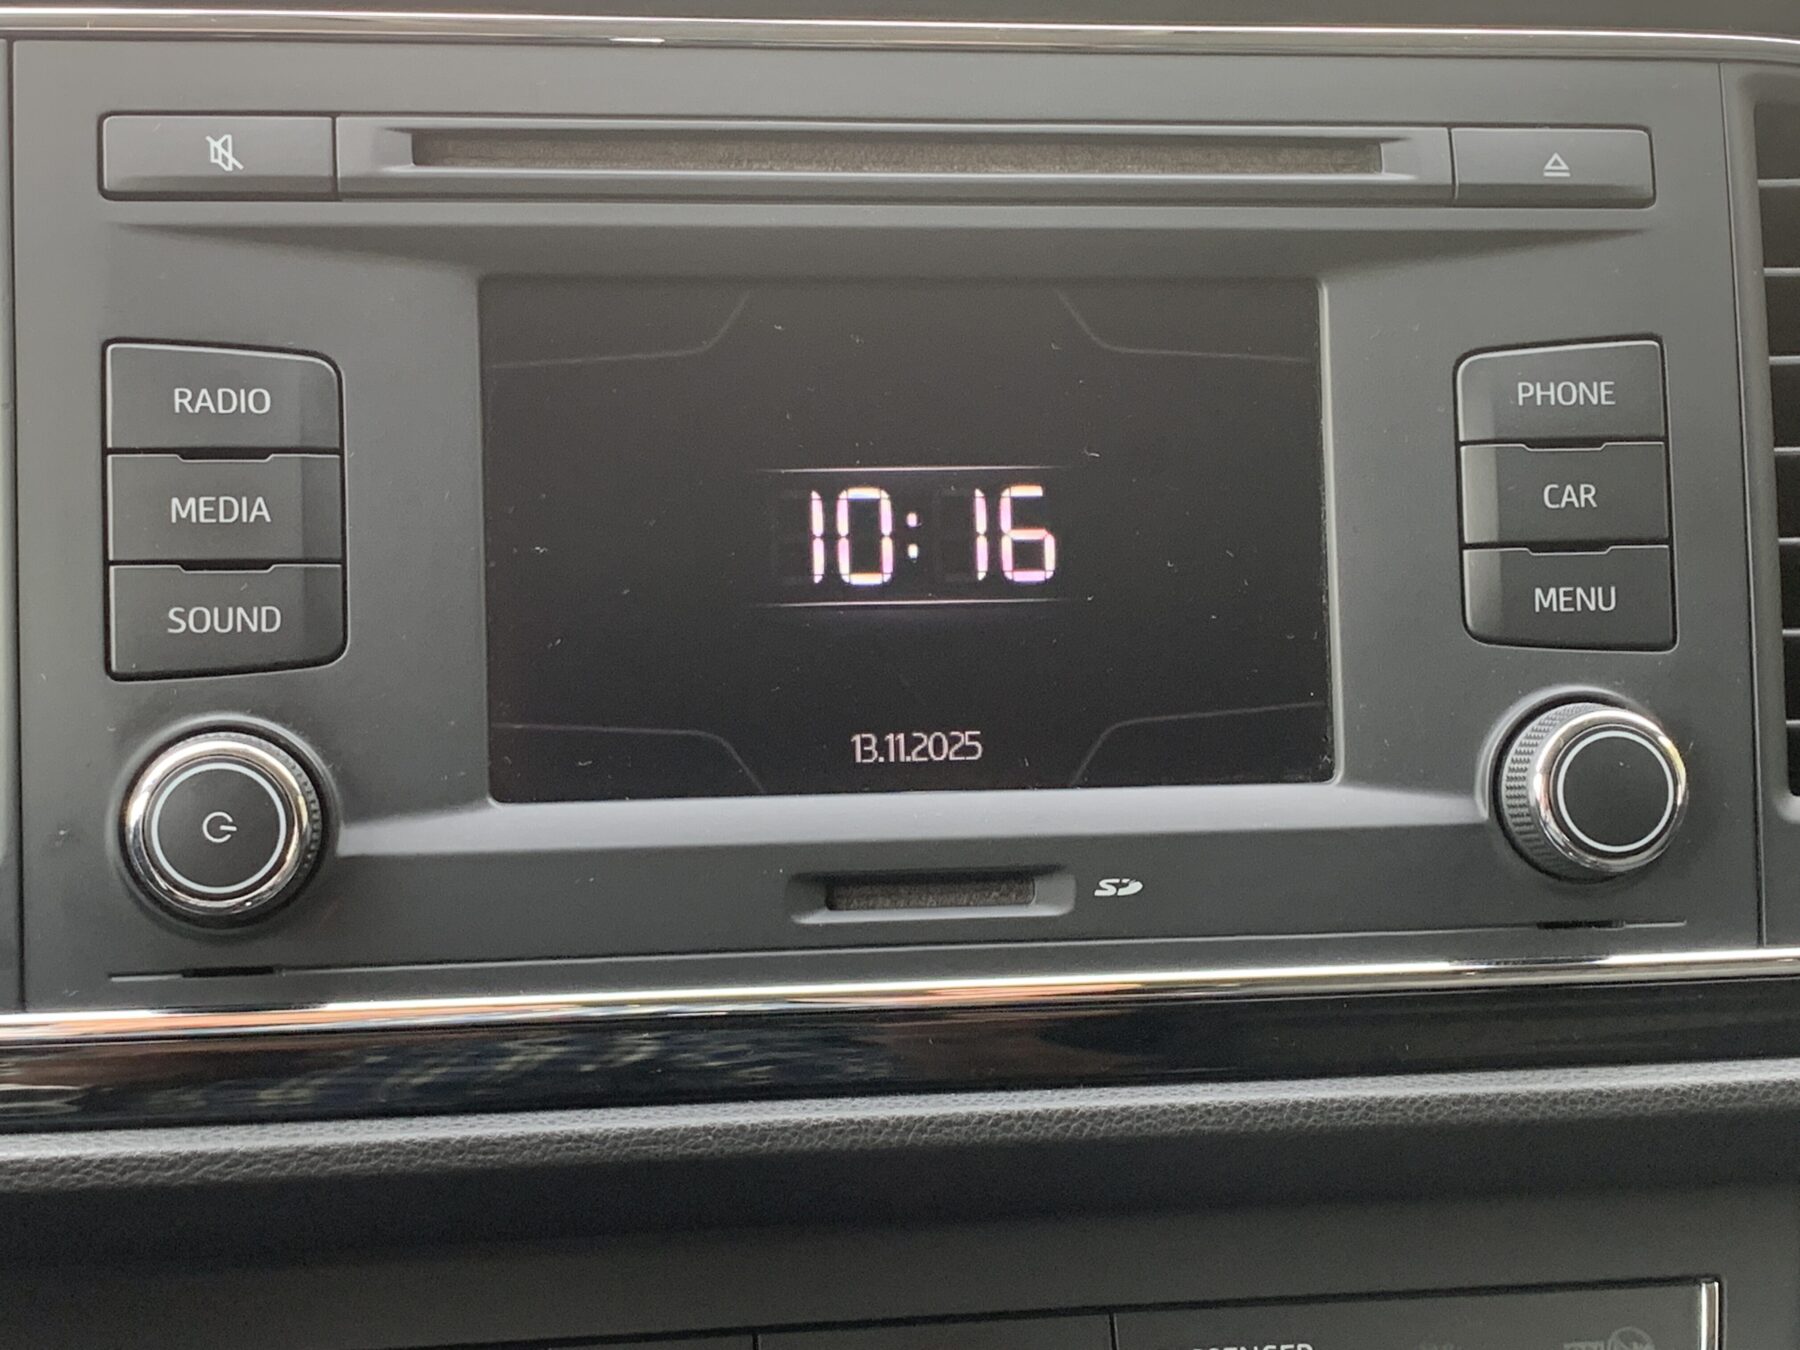 RADIO
MEDIA
SOUND
10:16
13.11.2025
PHONE
CAR
MENU
SD